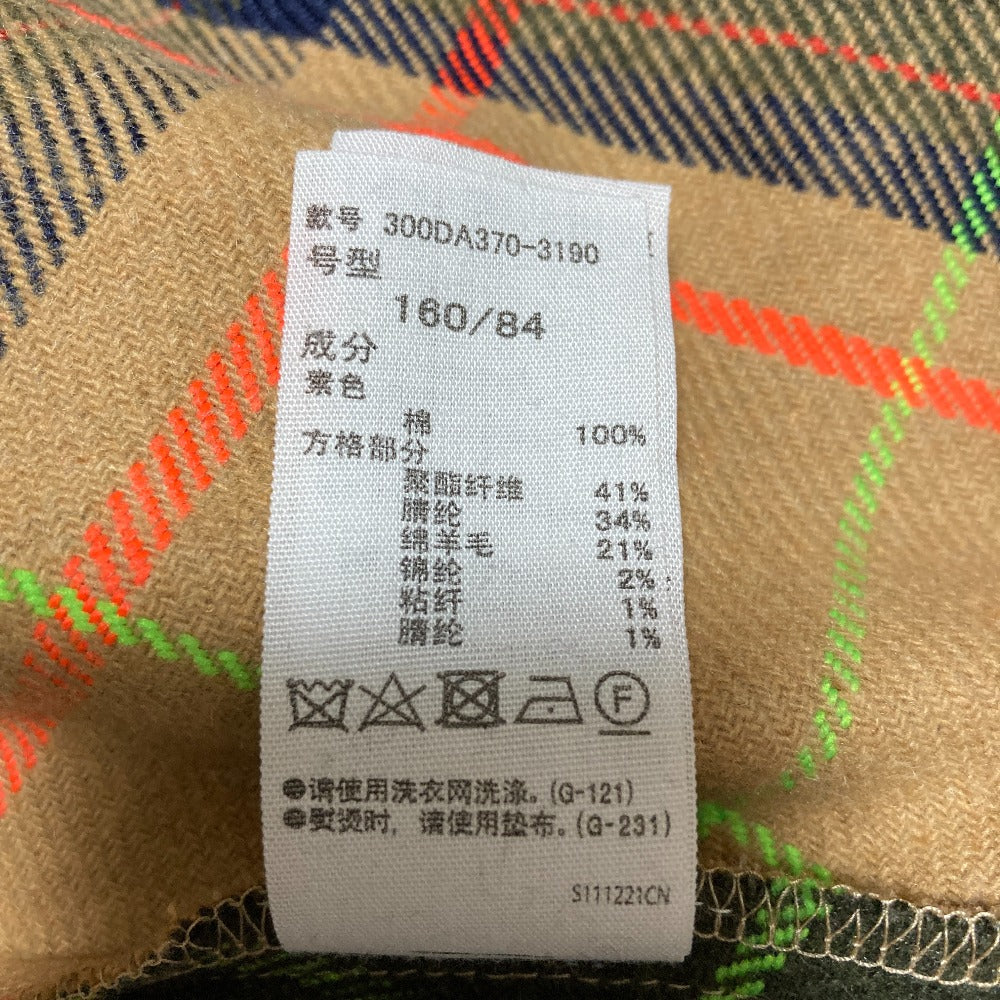 款号 300DA370-3190
号型
160/84
成分
素色
棉 100%
方格部分
聚酯纤维 41%
腈纶 34%
绵羊毛 21%
锦纶 2%
粘纤 1%
腈纶 1%
F
●请使用洗衣网洗涤。(G-121)
●熨烫时，请使用垫布。(G-231)
S111221CN